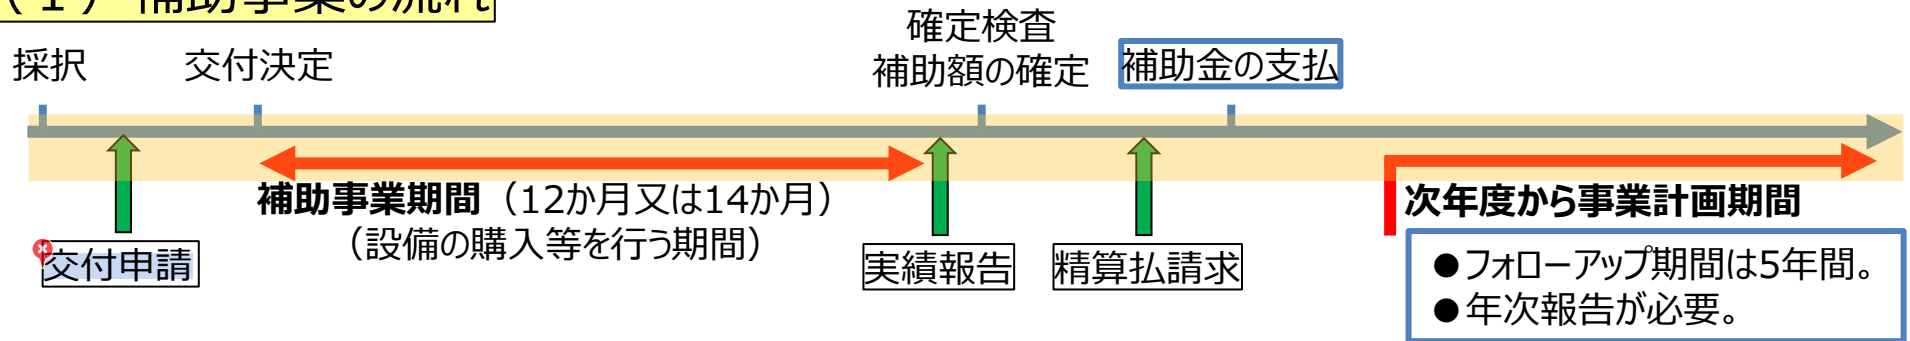 （１）補助事業の流れ
採択
交付決定
確定検査
補助額の確定
補助金の支払
補助事業期間（12か月又は14か月）
（設備の購入等を行う期間）
次年度から事業計画期間
交付申請
実績報告
精算払請求
●フォローアップ期間は5年間。
●年次報告が必要。